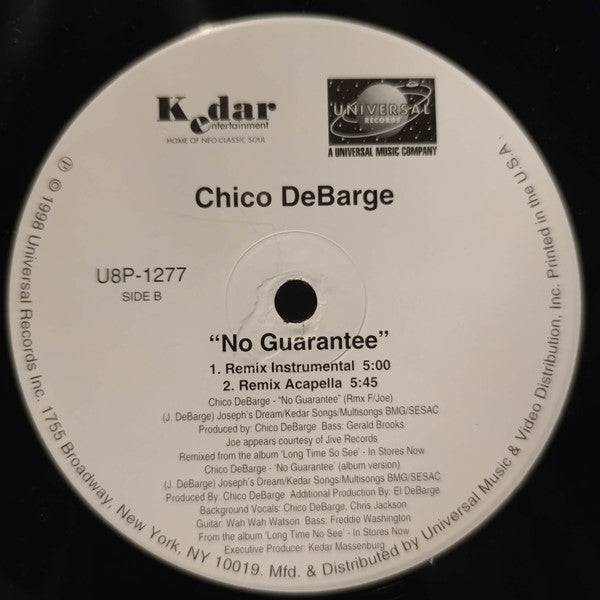 Kedar
entertainment
HOME OF NEO-CLASSIC SOUL
UNIVERSAL
RECORDS
A UNIVERSAL MUSIC COMPANY
Chico DeBarge
U8P-1277
SIDE B
“No Guarantee”
1. Remix Instrumental 5:00
2. Remix Acapella 5:45
Chico DeBarge - “No Guarantee” (Rmx F/Joe)
(J. DeBarge) Joseph's Dream/Kedar Songs/Multisongs BMG/SESAC
Produced by: Chico DeBarge Bass: Gerald Brooks
Joe appears courtesy of Jive Records
Remixed from the album 'Long Time So See' - In Stores Now
Chico DeBarge - 'No Guarantee' (album version)
(J. DeBarge) Joseph's Dream/Kedar Songs/Multisongs BMG/SESAC
Produced By: Chico DeBarge Additional Production By: El DeBarge
Background Vocals: Chico DeBarge, Chris Jackson
Guitar: Wah Wah Watson Bass: Freddie Washington
From the album 'Long Time No See' - In Stores Now
Executive Producer: Kedar Massenburg
℗ © 1998 Universal Records Inc. 1755 Broadway, New York, NY 10019. Mfd. & Distributed by Universal Music & Video Distribution, Inc. Printed in the U.S.A.